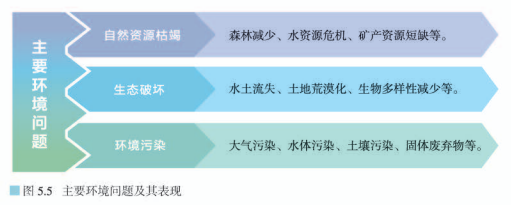 主要环境问题
自然资源枯竭
森林减少、水资源危机、矿产资源短缺等。
生态破坏
水土流失、土地荒漠化、生物多样性减少等。
环境污染
大气污染、水体污染、土壤污染、固体废弃物等。
图 5.5 主要环境问题及其表现